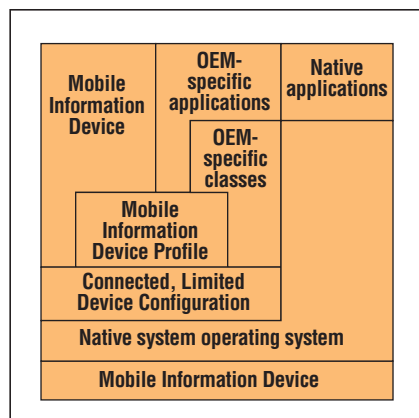 Mobile
Information
Device
OEM-
specific
applications
Native
applications
OEM-
specific
classes
Mobile
Information
Device Profile
Connected, Limited
Device Configuration
Native system operating system
Mobile Information Device